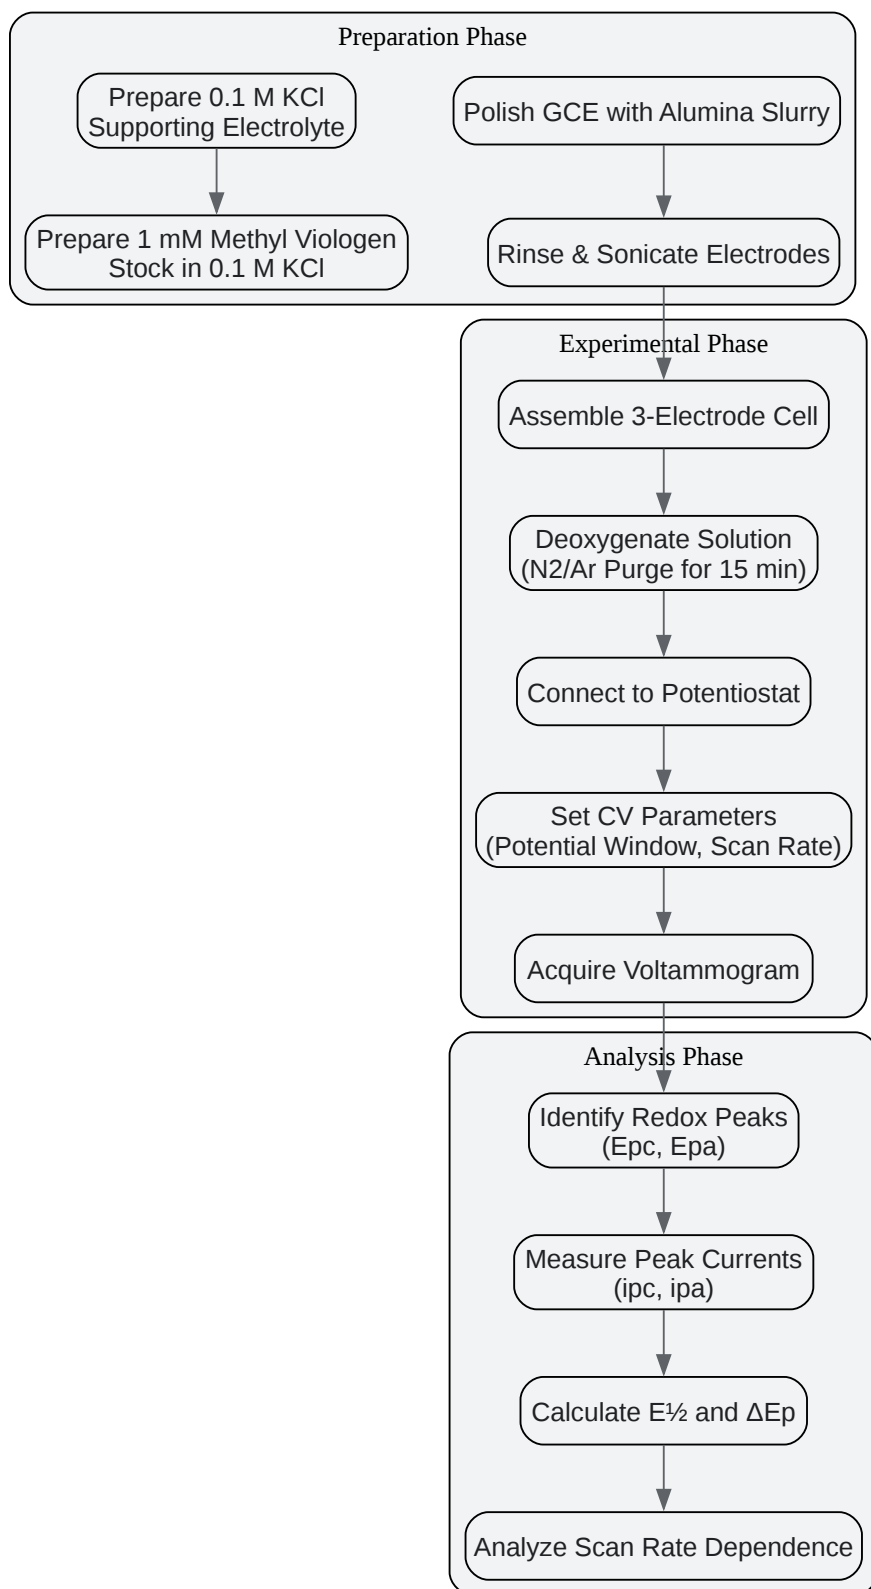 Preparation Phase
Prepare 0.1 M KCl
Supporting Electrolyte
Polish GCE with Alumina Slurry
Prepare 1 mM Methyl Viologen
Stock in 0.1 M KCl
Rinse & Sonicate Electrodes
Experimental Phase
Assemble 3-Electrode Cell
Deoxygenate Solution
(N2/Ar Purge for 15 min)
Connect to Potentiostat
Set CV Parameters
(Potential Window, Scan Rate)
Acquire Voltammogram
Analysis Phase
Identify Redox Peaks
(Epc, Epa)
Measure Peak Currents
(ipc, ipa)
Calculate E½ and ΔEp
Analyze Scan Rate Dependence